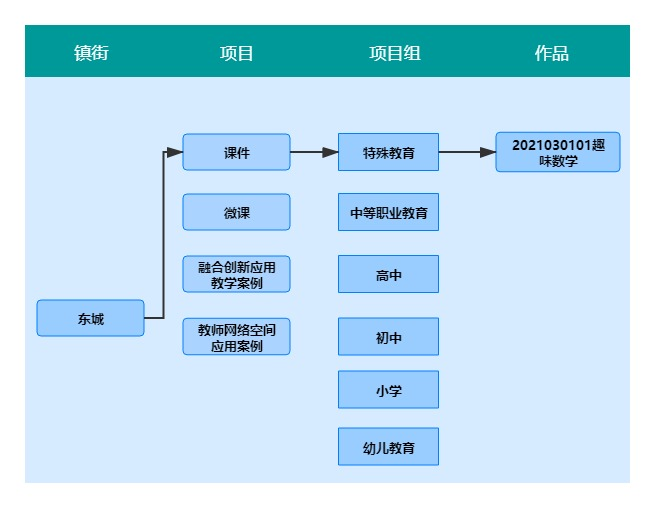 镇街 项目 项目组 作品
课件
特殊教育
2021030101趣
味数学
微课
中等职业教育
融合创新应用
教学案例
高中
东城
教师网络空间
应用案例
初中
小学
幼儿教育